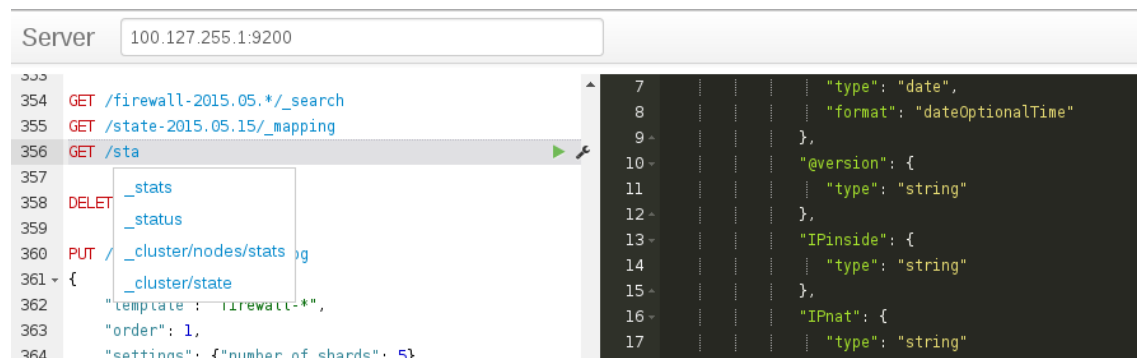 Server 100.127.255.1:9200
353
354 GET /firewall-2015.05.*/_search
355 GET /state-2015.05.15/_mapping
356 GET /sta
357
_stats
358 DELET
_status
359
360 PUT /
_cluster/nodes/stats
361 {
_cluster/state
362 "template : "firewall-*",
363 "order": 1,
364 "settings": {"number_of_shards": 5}
7 "type": "date",
8 "format": "dateOptionalTime"
9 },
10 "@version": {
11 "type": "string"
12 },
13 "IPinside": {
14 "type": "string"
15 },
16 "IPnat": {
17 "type": "string"